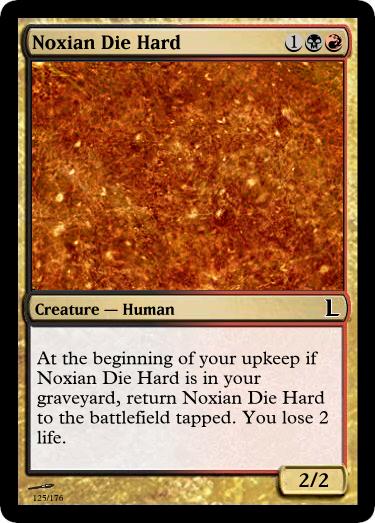 Noxian Die Hard 1
Creature — Human L
At the beginning of your upkeep if
Noxian Die Hard is in your
graveyard, return Noxian Die Hard
to the battlefield tapped. You lose 2
life.
2/2
125/176